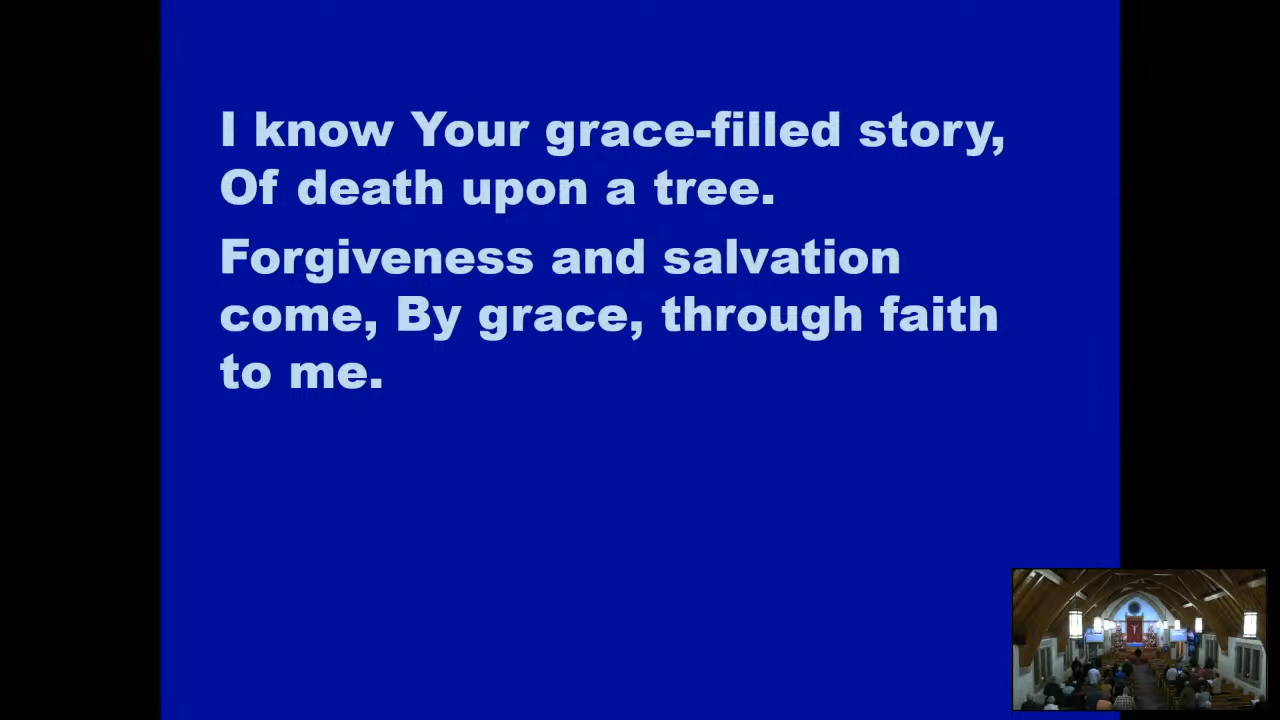 I know Your grace-filled story,
Of death upon a tree.
Forgiveness and salvation
come, By grace, through faith
to me.